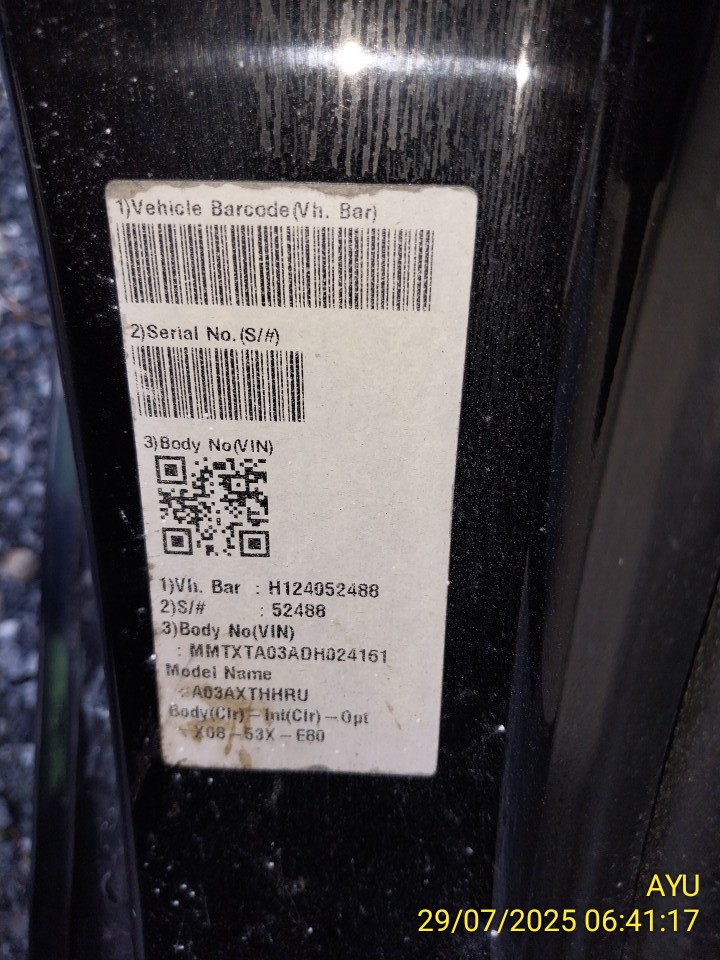 1)Vehicle Barcode(Vh. Bar)
2)Serial No.(S/#)
3)Body No(VIN)
1)Vh. Bar : H124052488
2)S/# : 52488
3)Body No(VIN)
: MMTXTA03ADH024161
Model Name
: A03AXTHHRU
Body(Clr)-Int(Clr)-Opt
X08-53X-E80
AYU
29/07/2025 06:41:17